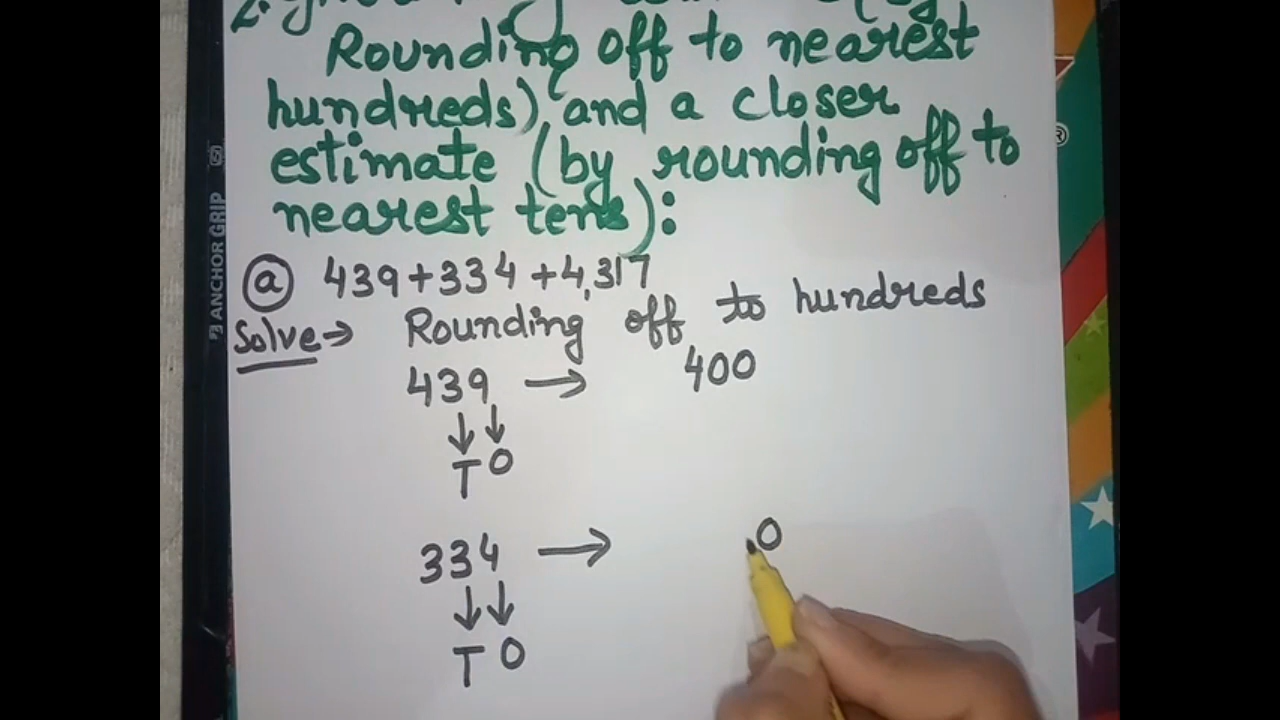 Rounding off to nearest
hundreds) and a closer
estimate (by rounding off to
nearest tens):
a 439+334+4,317
Solve→ Rounding off to hundreds
439 → 400
↓ ↓
T O
334 → 0
↓ ↓
T O
ANCHOR GRIP
®